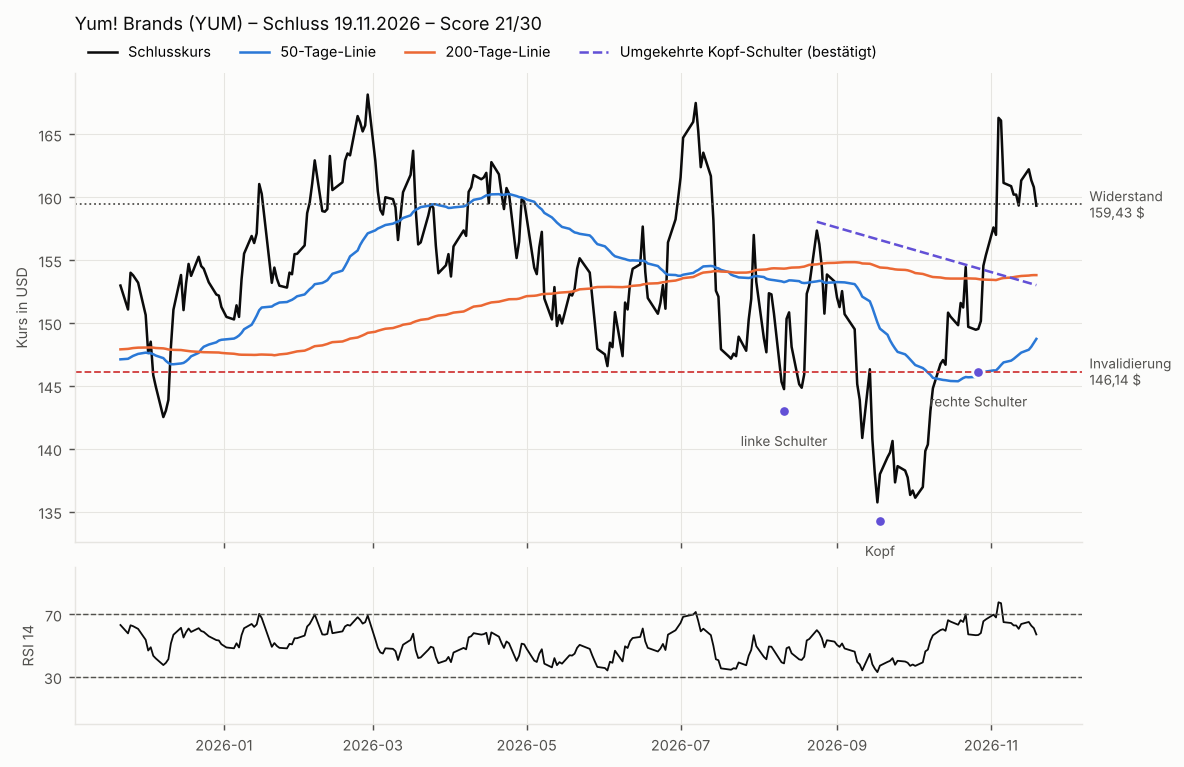 Yum! Brands (YUM) – Schluss 19.11.2026 – Score 21/30
Schlusskurs
50-Tage-Linie
200-Tage-Linie
Umgekehrte Kopf-Schulter (bestätigt)
Kurs in USD
165
160
155
150
145
140
135
Widerstand
159,43 $
Invalidierung
146,14 $
rechte Schulter
linke Schulter
Kopf
RSI 14
70
30
2026-01
2026-03
2026-05
2026-07
2026-09
2026-11